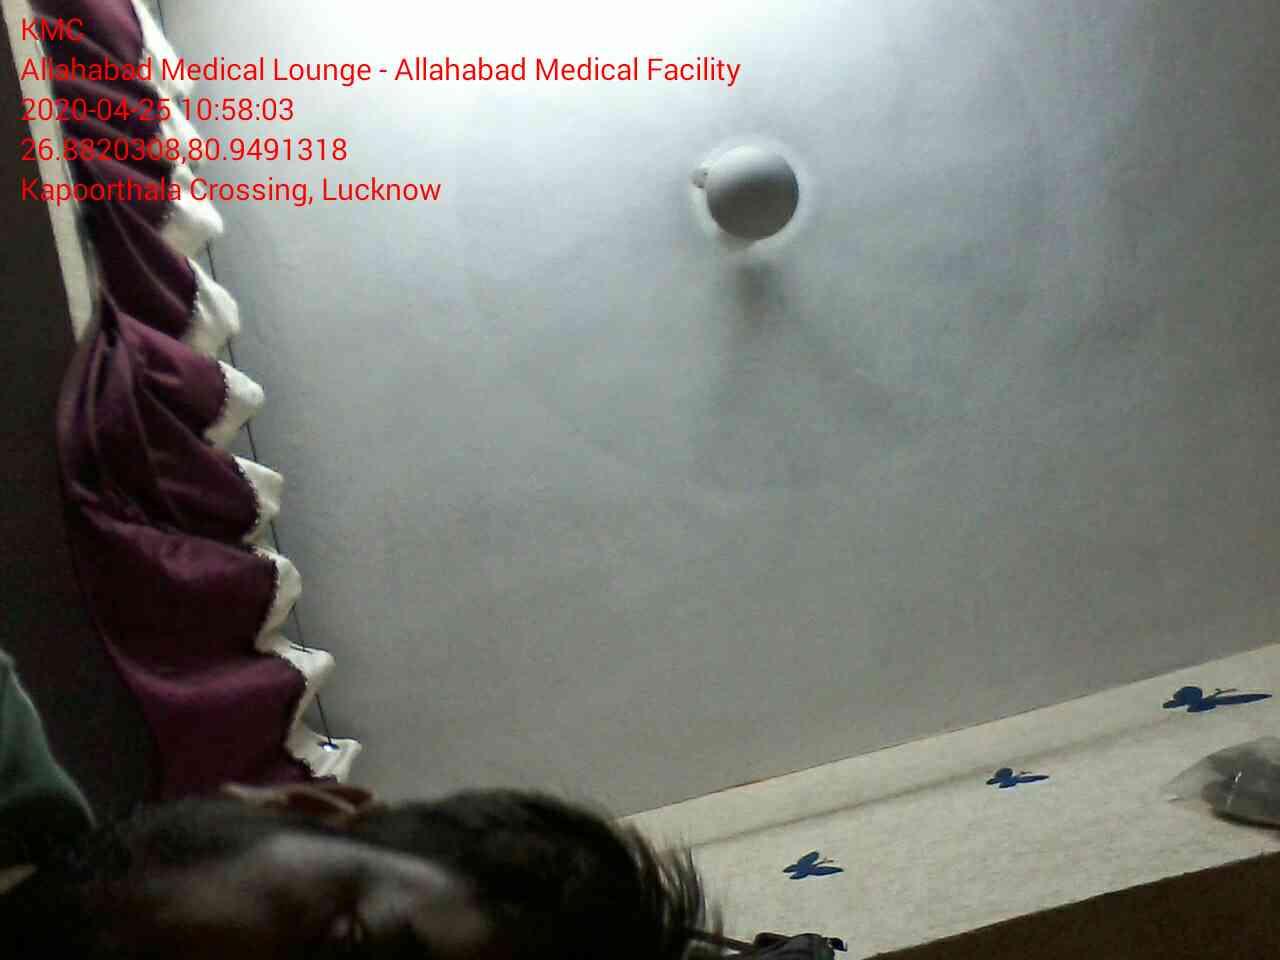 KMC
Allahabad Medical Lounge - Allahabad Medical Facility
2020-04-25 10:58:03
26.8820308,80.9491318
Kapoorthala Crossing, Lucknow